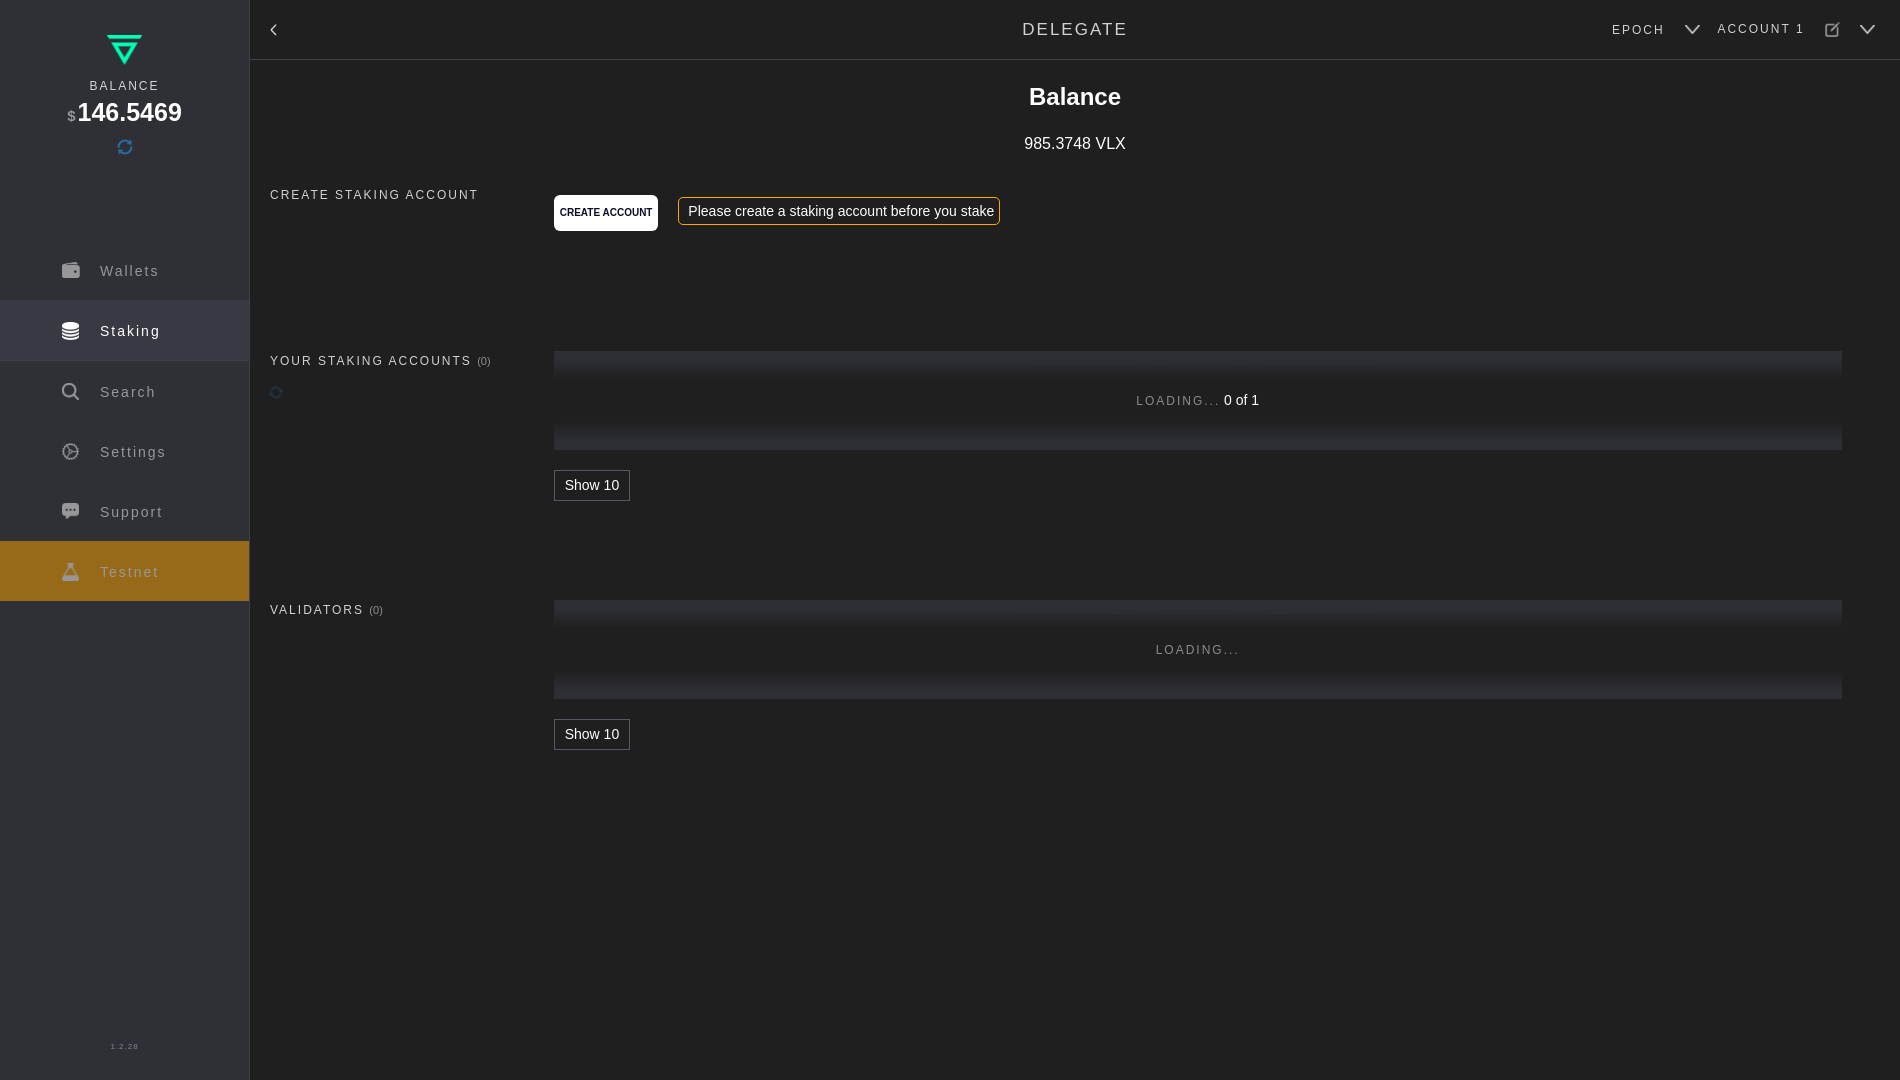 BALANCE
$146.5469
Wallets
Staking
Search
Settings
Support
Testnet
1.2.28
DELEGATE
EPOCH
ACCOUNT 1
Balance
985.3748 VLX
CREATE STAKING ACCOUNT
CREATE ACCOUNT
Please create a staking account before you stake
YOUR STAKING ACCOUNTS (0)
LOADING... 0 of 1
Show 10
VALIDATORS (0)
LOADING...
Show 10